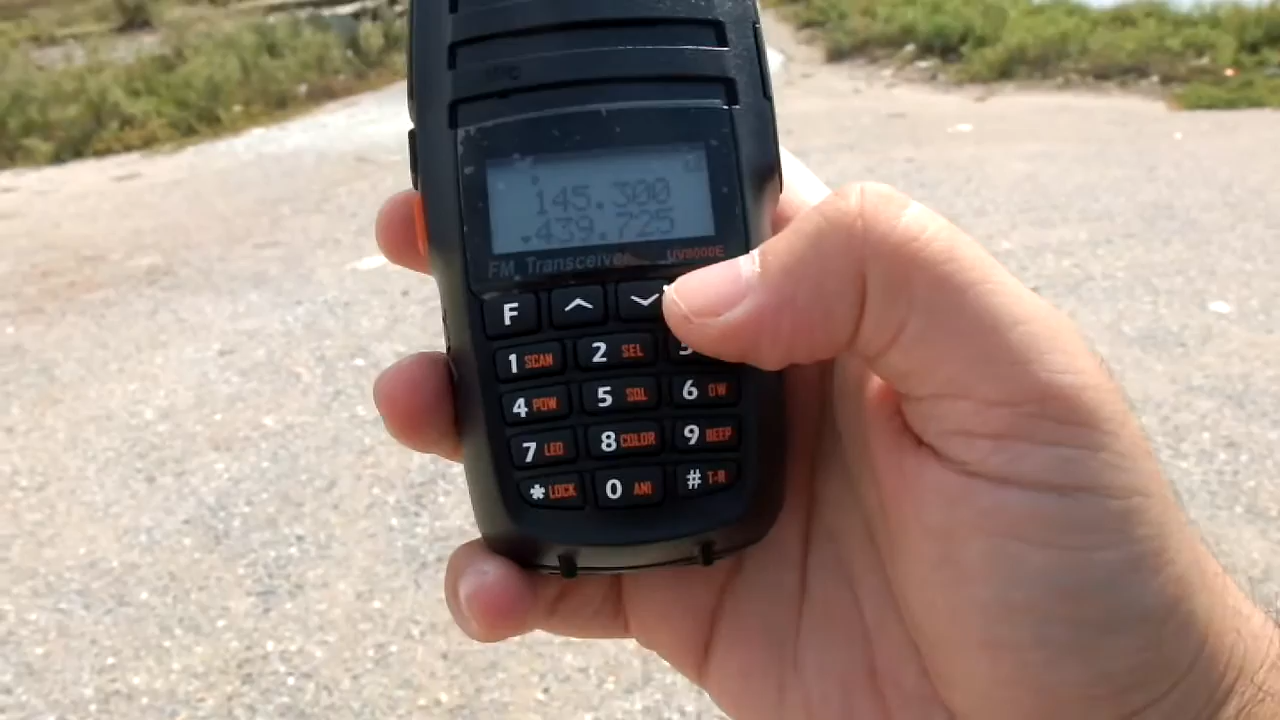 145.300
439.725
FM Transceiver UV8000E
F
1 SCAN 2 SEL 3
4 POW 5 SQL 6 DW
7 LED 8 COLOR 9 BEEP
* LOCK 0 ANI # T-R